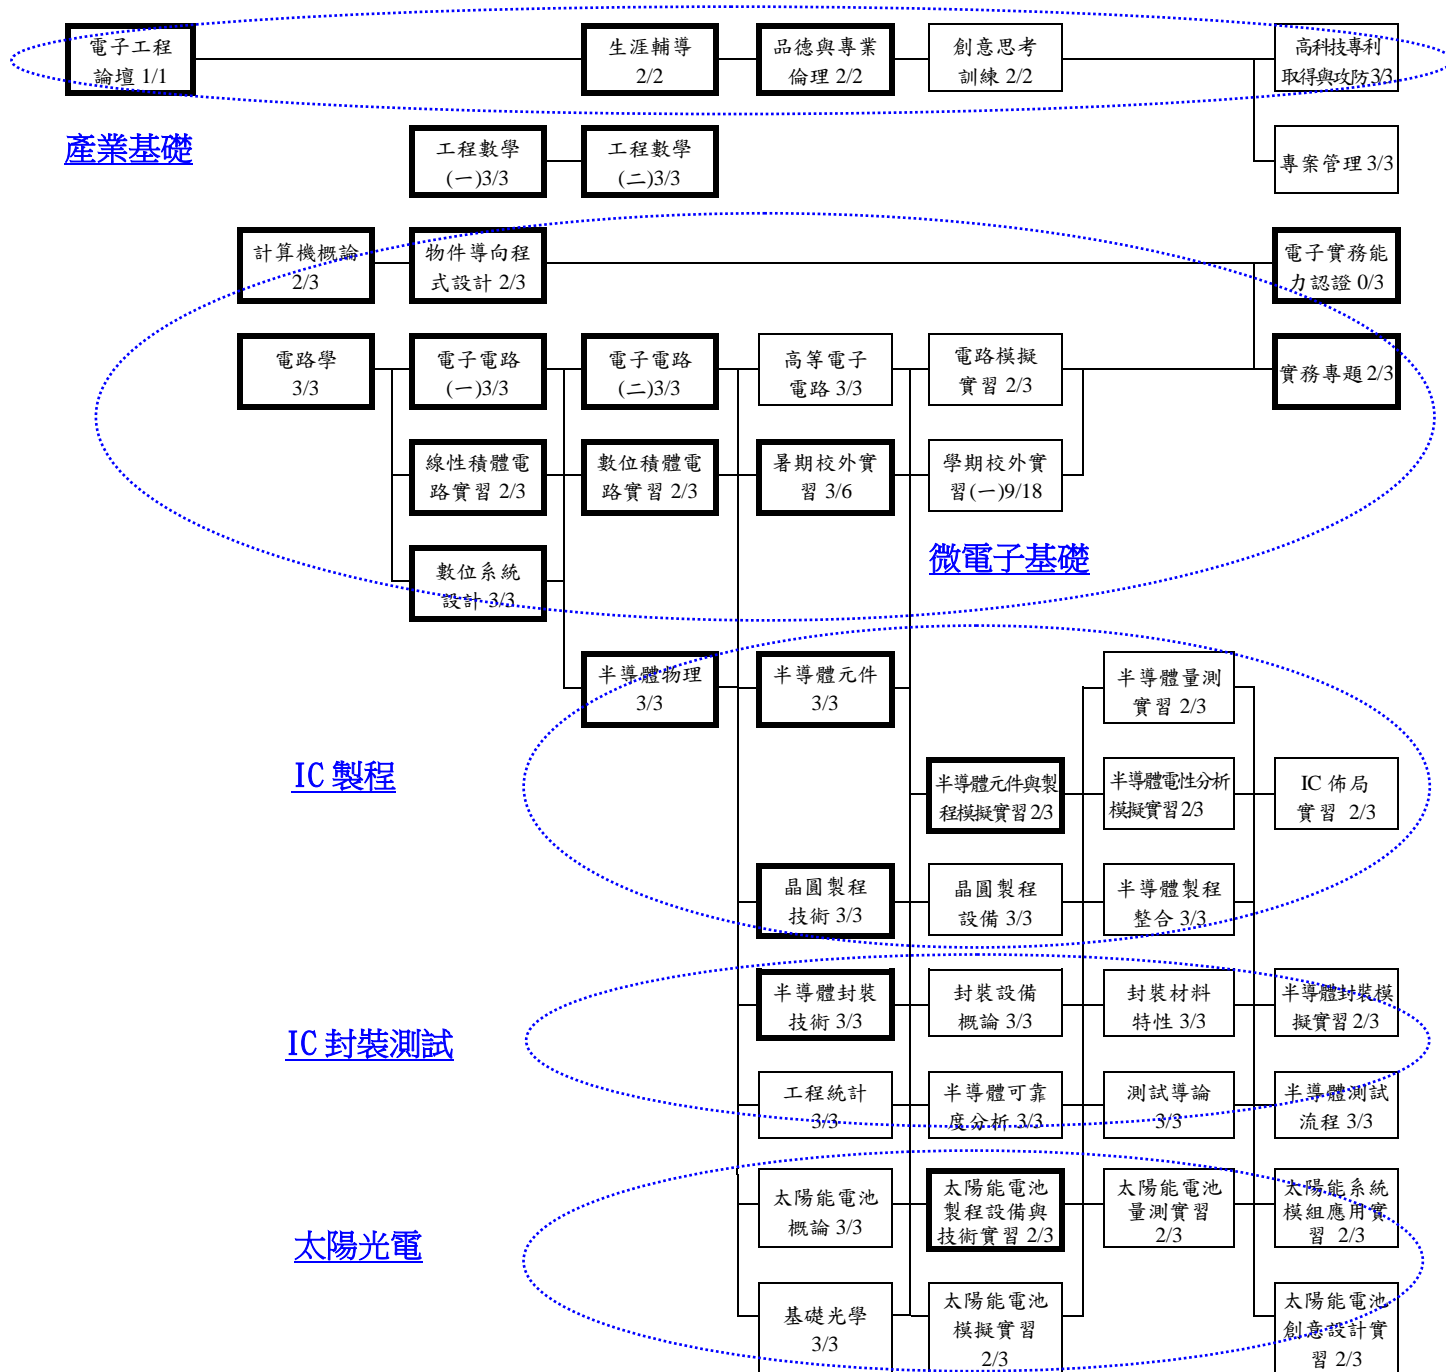 電子工程
論壇 1/1
生涯輔導
2/2
品德與專業
倫理 2/2
創意思考
訓練 2/2
高科技專利
取得與攻防3/3
產業基礎
工程數學
(一)3/3
工程數學
(二)3/3
專案管理 3/3
計算機概論
2/3
物件導向程
式設計 2/3
電子實務能
力認證 0/3
電路學
3/3
電子電路
(一)3/3
電子電路
(二)3/3
高等電子
電路 3/3
電路模擬
實習 2/3
實務專題 2/3
線性積體電
路實習 2/3
數位積體電
路實習 2/3
暑期校外實
習 3/6
學期校外實
習(一)9/18
微電子基礎
數位系統
設計 3/3
半導體物理
3/3
半導體元件
3/3
半導體量測
實習 2/3
IC 製程
半導體元件與製
程模擬實習 2/3
半導體電性分析
模擬實習 2/3
IC 佈局
實習 2/3
晶圓製程
技術 3/3
晶圓製程
設備 3/3
半導體製程
整合 3/3
半導體封裝
技術 3/3
封裝設備
概論 3/3
封裝材料
特性 3/3
半導體封裝模
擬實習 2/3
IC 封裝測試
工程統計
3/3
半導體可靠
度分析 3/3
測試導論
3/3
半導體測試
流程 3/3
太陽能電池
概論 3/3
太陽能電池
製程設備與
技術實習 2/3
太陽能電池
量測實習
2/3
太陽能系統
模組應用實
習 2/3
太陽光電
基礎光學
3/3
太陽能電池
模擬實習
2/3
太陽能電池
創意設計實
習 2/3